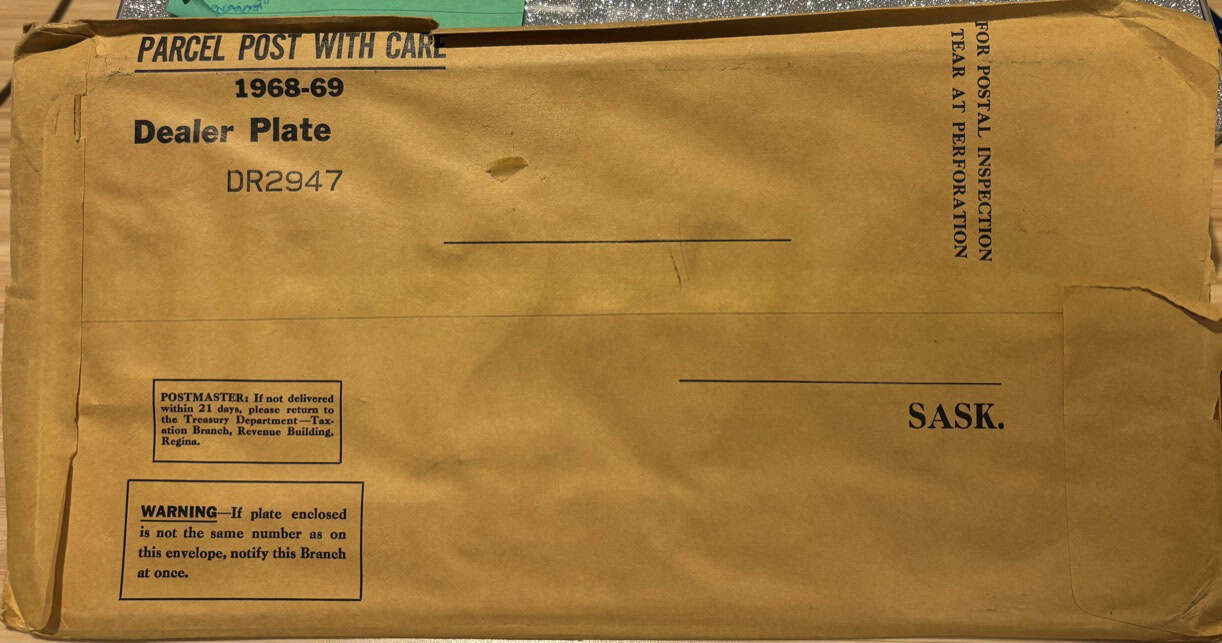 PARCEL POST WITH CARE
1968-69
Dealer Plate
DR2947
FOR POSTAL INSPECTION
TEAR AT PERFORATION
SASK.
POSTMASTER: If not delivered
within 21 days, please return to
the Treasury Department—Tax-
ation Branch, Revenue Building,
Regina.
WARNING—If plate enclosed
is not the same number as on
this envelope, notify this Branch
at once.